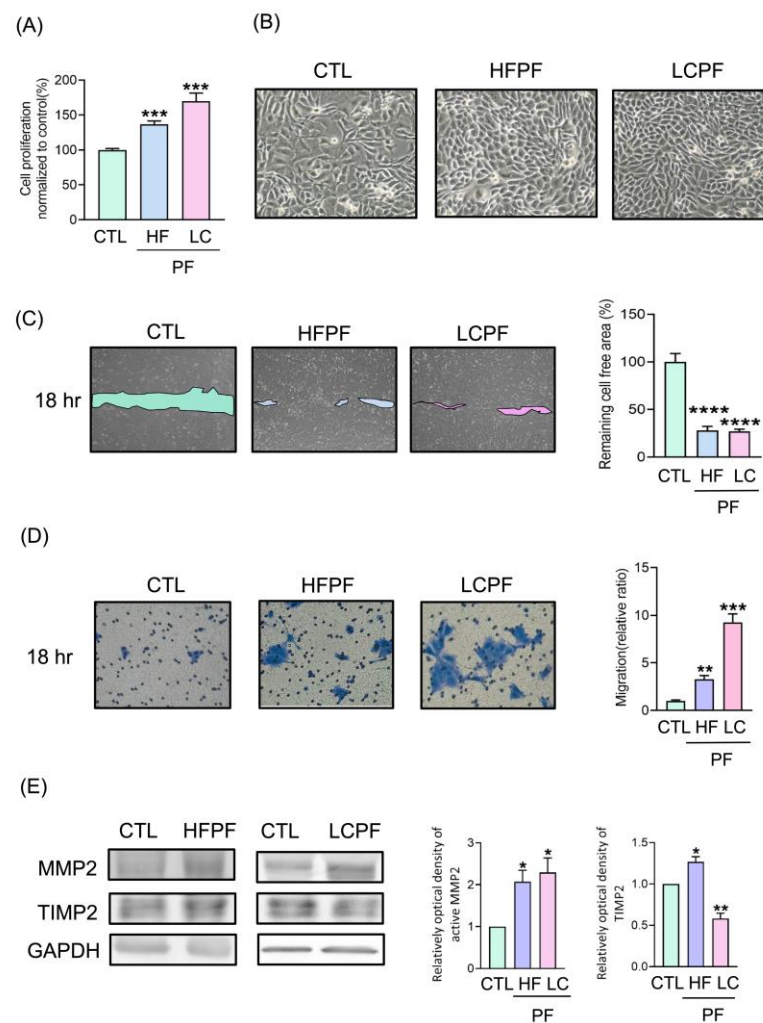 (A)
Cell proliferation
normalized to control(%)
200
150
100
50
0
***
***
CTL HF LC
PF
(B)
CTL HFPF LCPF
(C)
CTL HFPF LCPF
18 hr
Remaining cell free area (%)
150
100
50
0
**** ****
CTL HF LC
PF
(D)
CTL HFPF LCPF
18 hr
Migration(relative ratio)
15
10
5
0
**
***
CTL HF LC
PF
(E)
CTL HFPF CTL LCPF
MMP2
TIMP2
GAPDH
Relatively optical density of
active MMP2
3
2
1
0
* *
CTL HF LC
PF
Relatively optical density of
TIMP2
1.5
1.0
0.5
0.0
*
**
CTL HF LC
PF